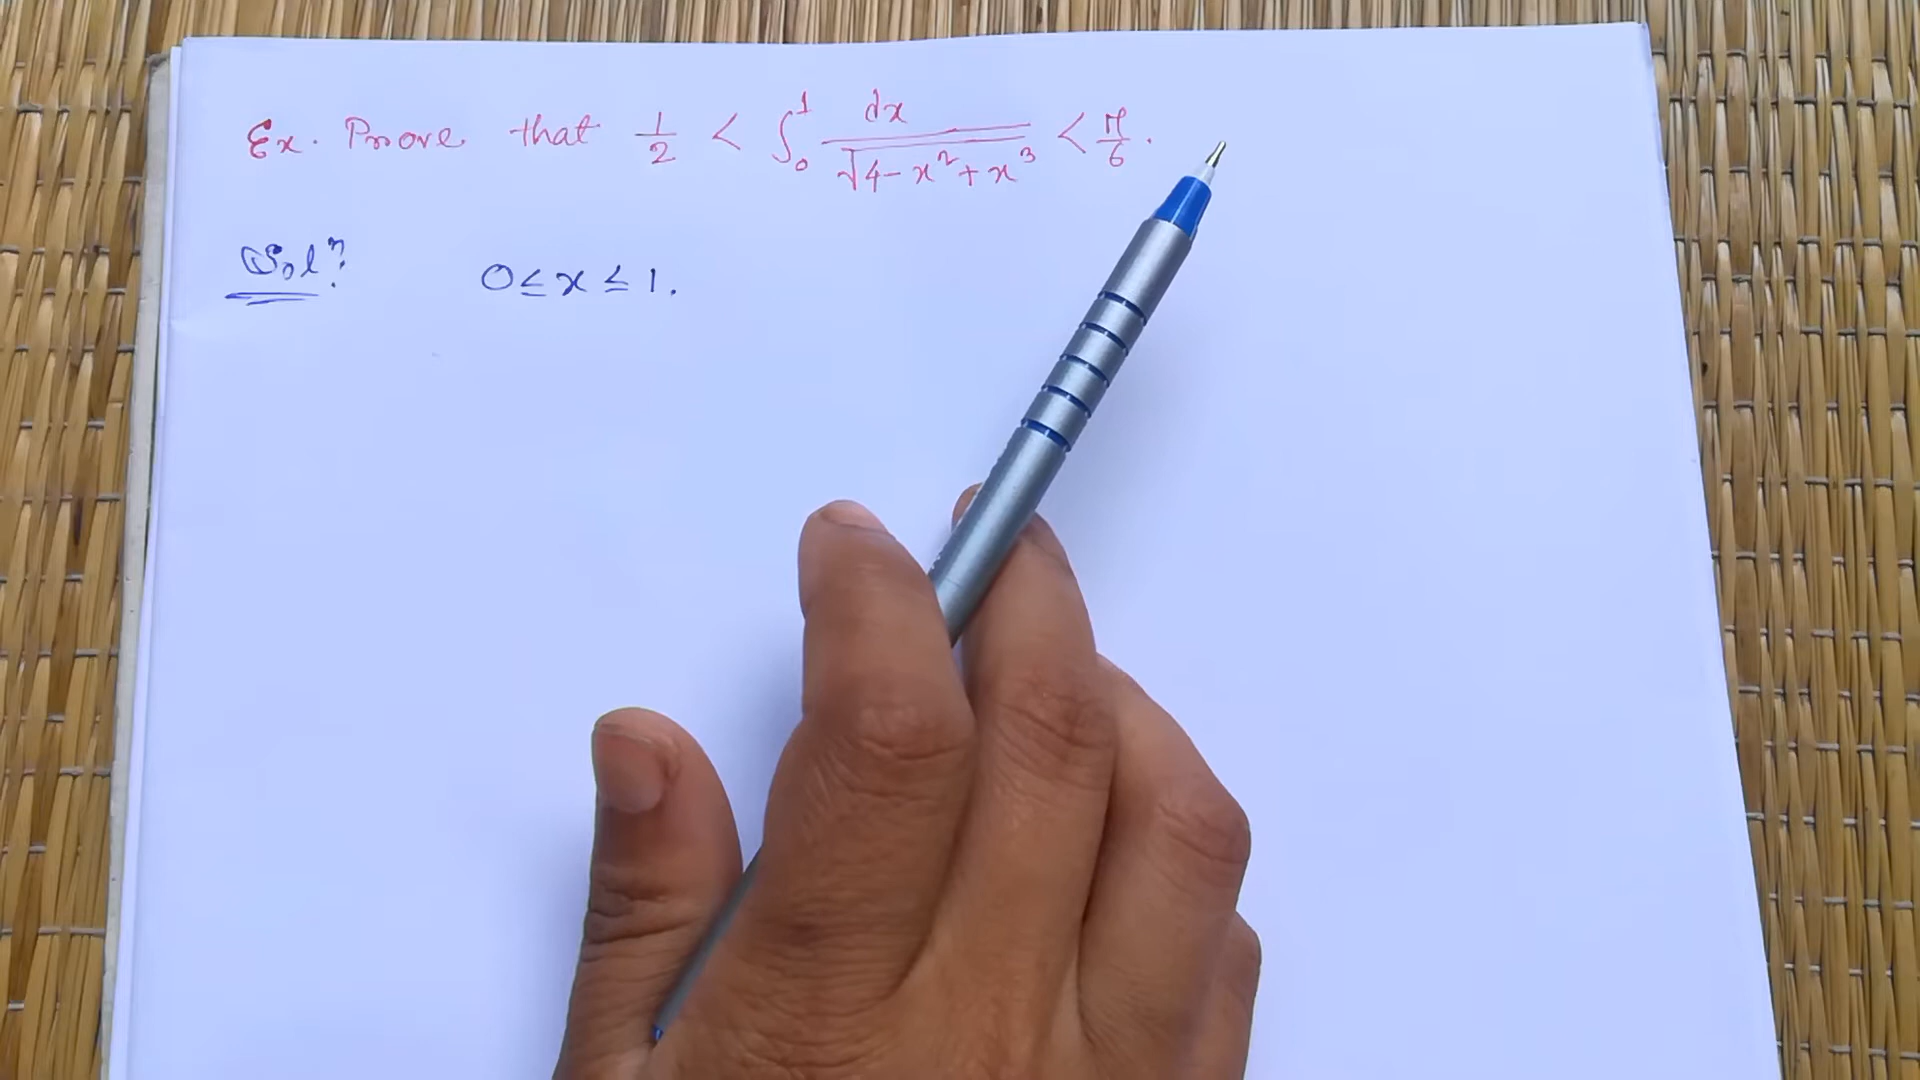 Ex. Prove that 1/2 < ∫₀¹ dx/√(4-x²+x³) < π/6.
Solⁿ: 0≤x≤1.